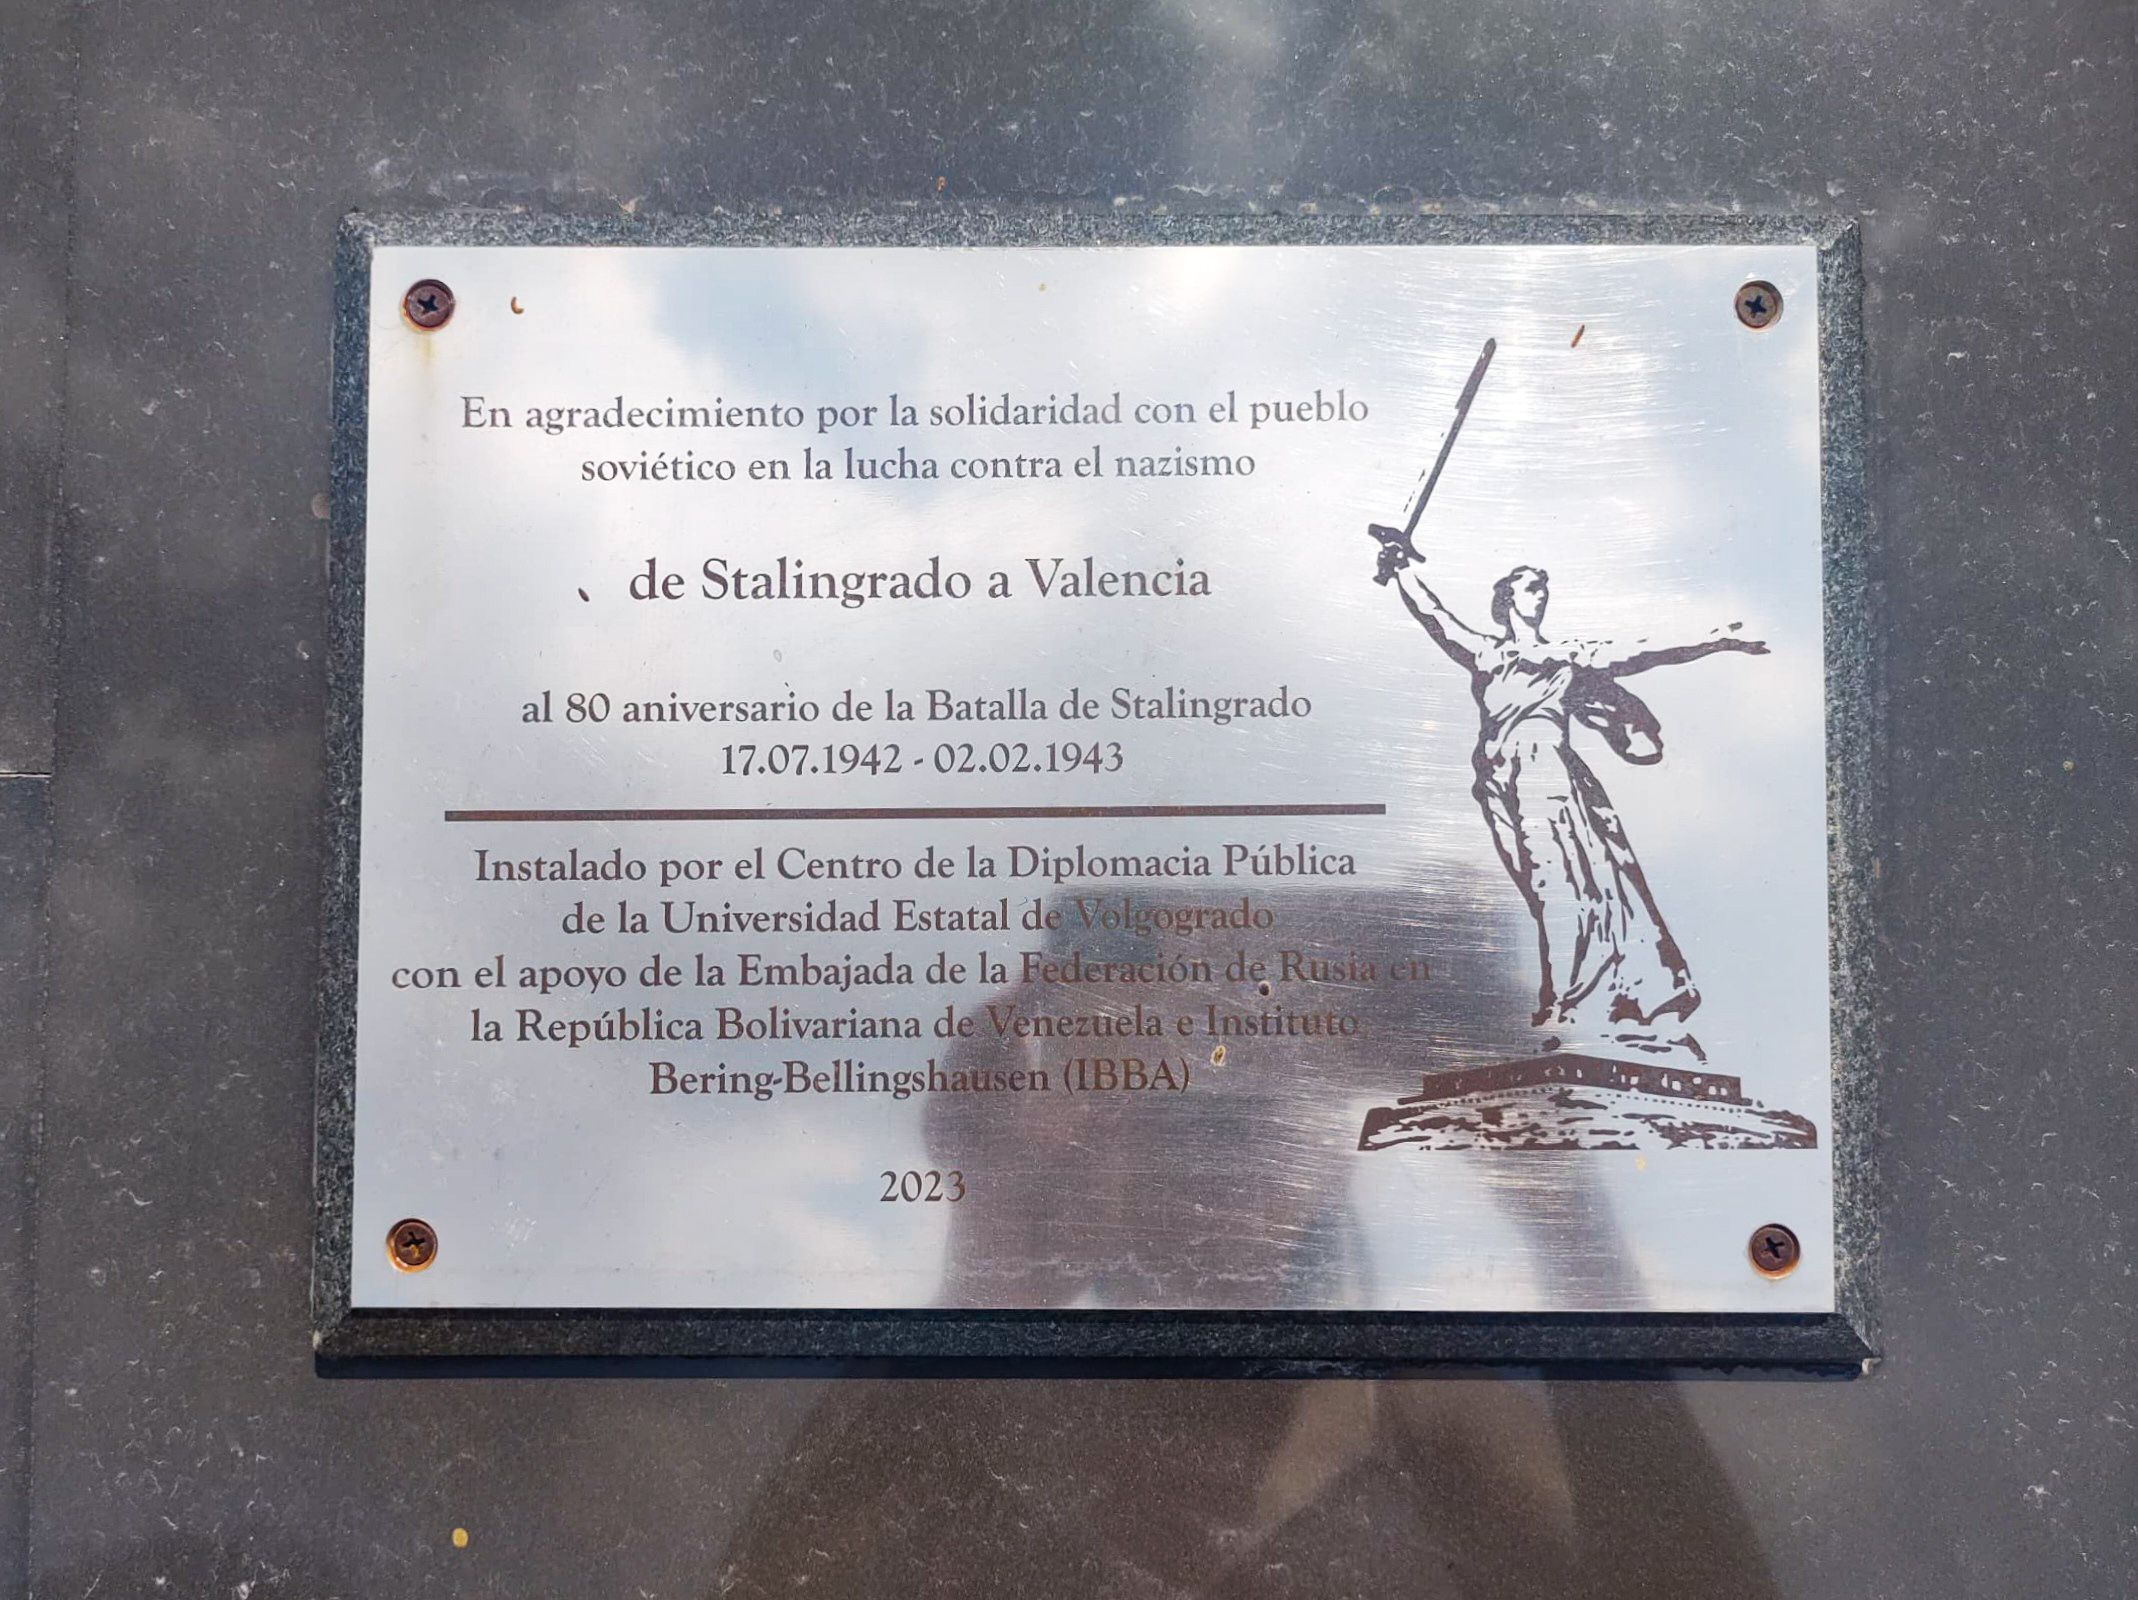 En agradecimiento por la solidaridad con el pueblo
soviético en la lucha contra el nazismo
de Stalingrado a Valencia
al 80 aniversario de la Batalla de Stalingrado
17.07.1942 - 02.02.1943
Instalado por el Centro de la Diplomacia Pública
de la Universidad Estatal de Volgogrado
con el apoyo de la Embajada de la Federación de Rusia en
la República Bolivariana de Venezuela e Instituto
Bering-Bellingshausen (IBBA)
2023